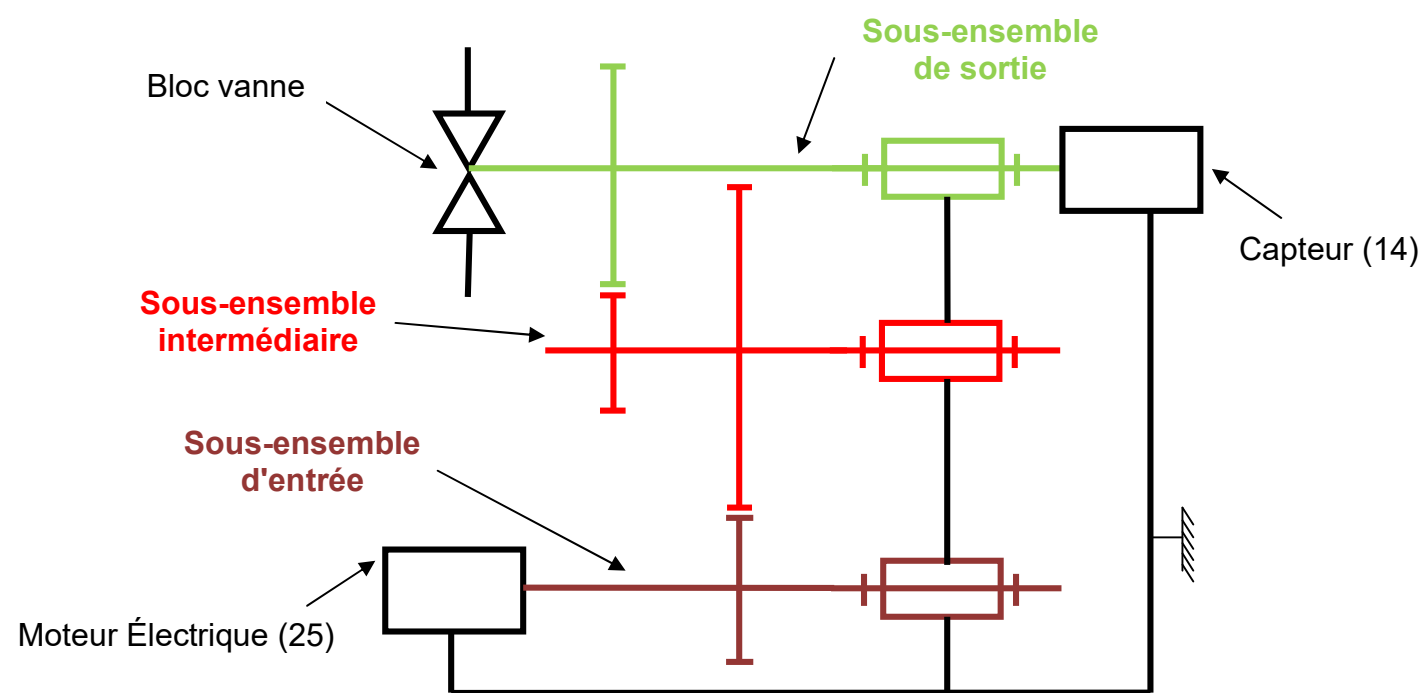 Sous-ensemble
de sortie
Bloc vanne
Capteur (14)
Sous-ensemble
intermédiaire
Sous-ensemble
d'entrée
Moteur Électrique (25)